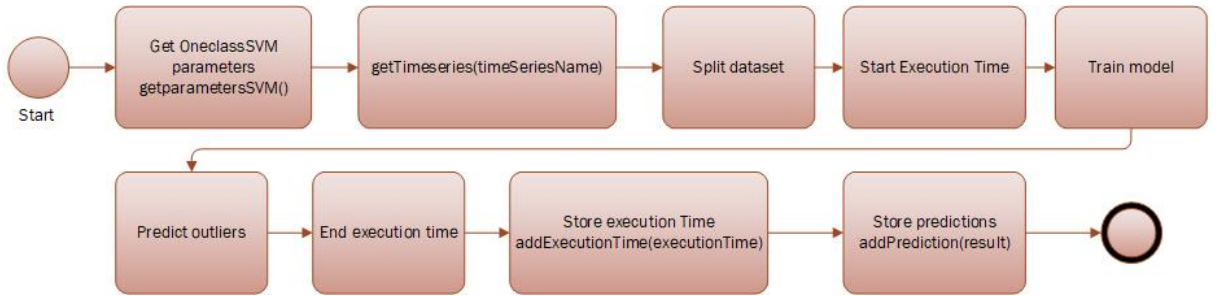 Start
Get OneclassSVM
parameters
getparametersSVM()
getTimeseries(timeSeriesName)
Split dataset
Start Execution Time
Train model
Predict outliers
End execution time
Store execution Time
addExecutionTime(executionTime)
Store predictions
addPrediction(result)